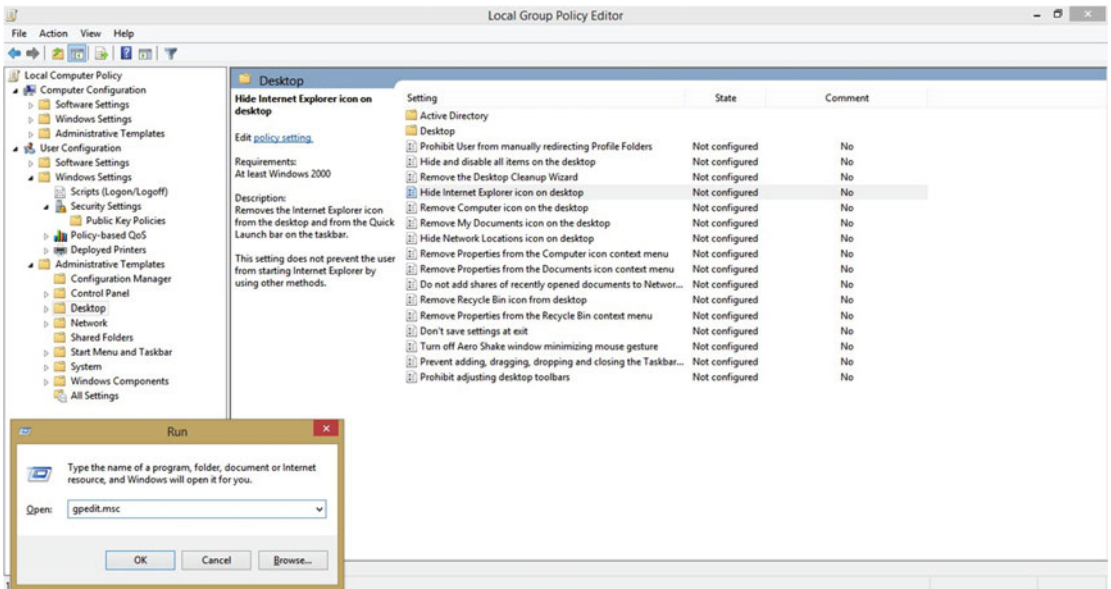 Local Group Policy Editor
File Action View Help
Local Computer Policy
Computer Configuration
Software Settings
Windows Settings
Administrative Templates
User Configuration
Software Settings
Windows Settings
Scripts (Logon/Logoff)
Security Settings
Public Key Policies
Policy-based QoS
Deployed Printers
Administrative Templates
Configuration Manager
Control Panel
Desktop
Network
Shared Folders
Start Menu and Taskbar
System
Windows Components
All Settings
Desktop
Hide Internet Explorer icon on
desktop
Edit policy setting
Requirements:
At least Windows 2000
Description:
Removes the Internet Explorer icon
from the desktop and from the Quick
Launch bar on the taskbar.
This setting does not prevent the user
from starting Internet Explorer by
using other methods.
Setting State Comment
Active Directory
Desktop
Prohibit User from manually redirecting Profile Folders Not configured No
Hide and disable all items on the desktop Not configured No
Remove the Desktop Cleanup Wizard Not configured No
Hide Internet Explorer icon on desktop Not configured No
Remove Computer icon on the desktop Not configured No
Remove My Documents icon on the desktop Not configured No
Hide Network Locations icon on desktop Not configured No
Remove Properties from the Computer icon context menu Not configured No
Remove Properties from the Documents icon context menu Not configured No
Do not add shares of recently opened documents to Networ... Not configured No
Remove Recycle Bin icon from desktop Not configured No
Remove Properties from the Recycle Bin context menu Not configured No
Don't save settings at exit Not configured No
Turn off Aero Shake window minimizing mouse gesture Not configured No
Prevent adding, dragging, dropping and closing the Taskbar... Not configured No
Prohibit adjusting desktop toolbars Not configured No
Run
Type the name of a program, folder, document or Internet
resource, and Windows will open it for you.
Open: gpedit.msc
OK Cancel Browse...